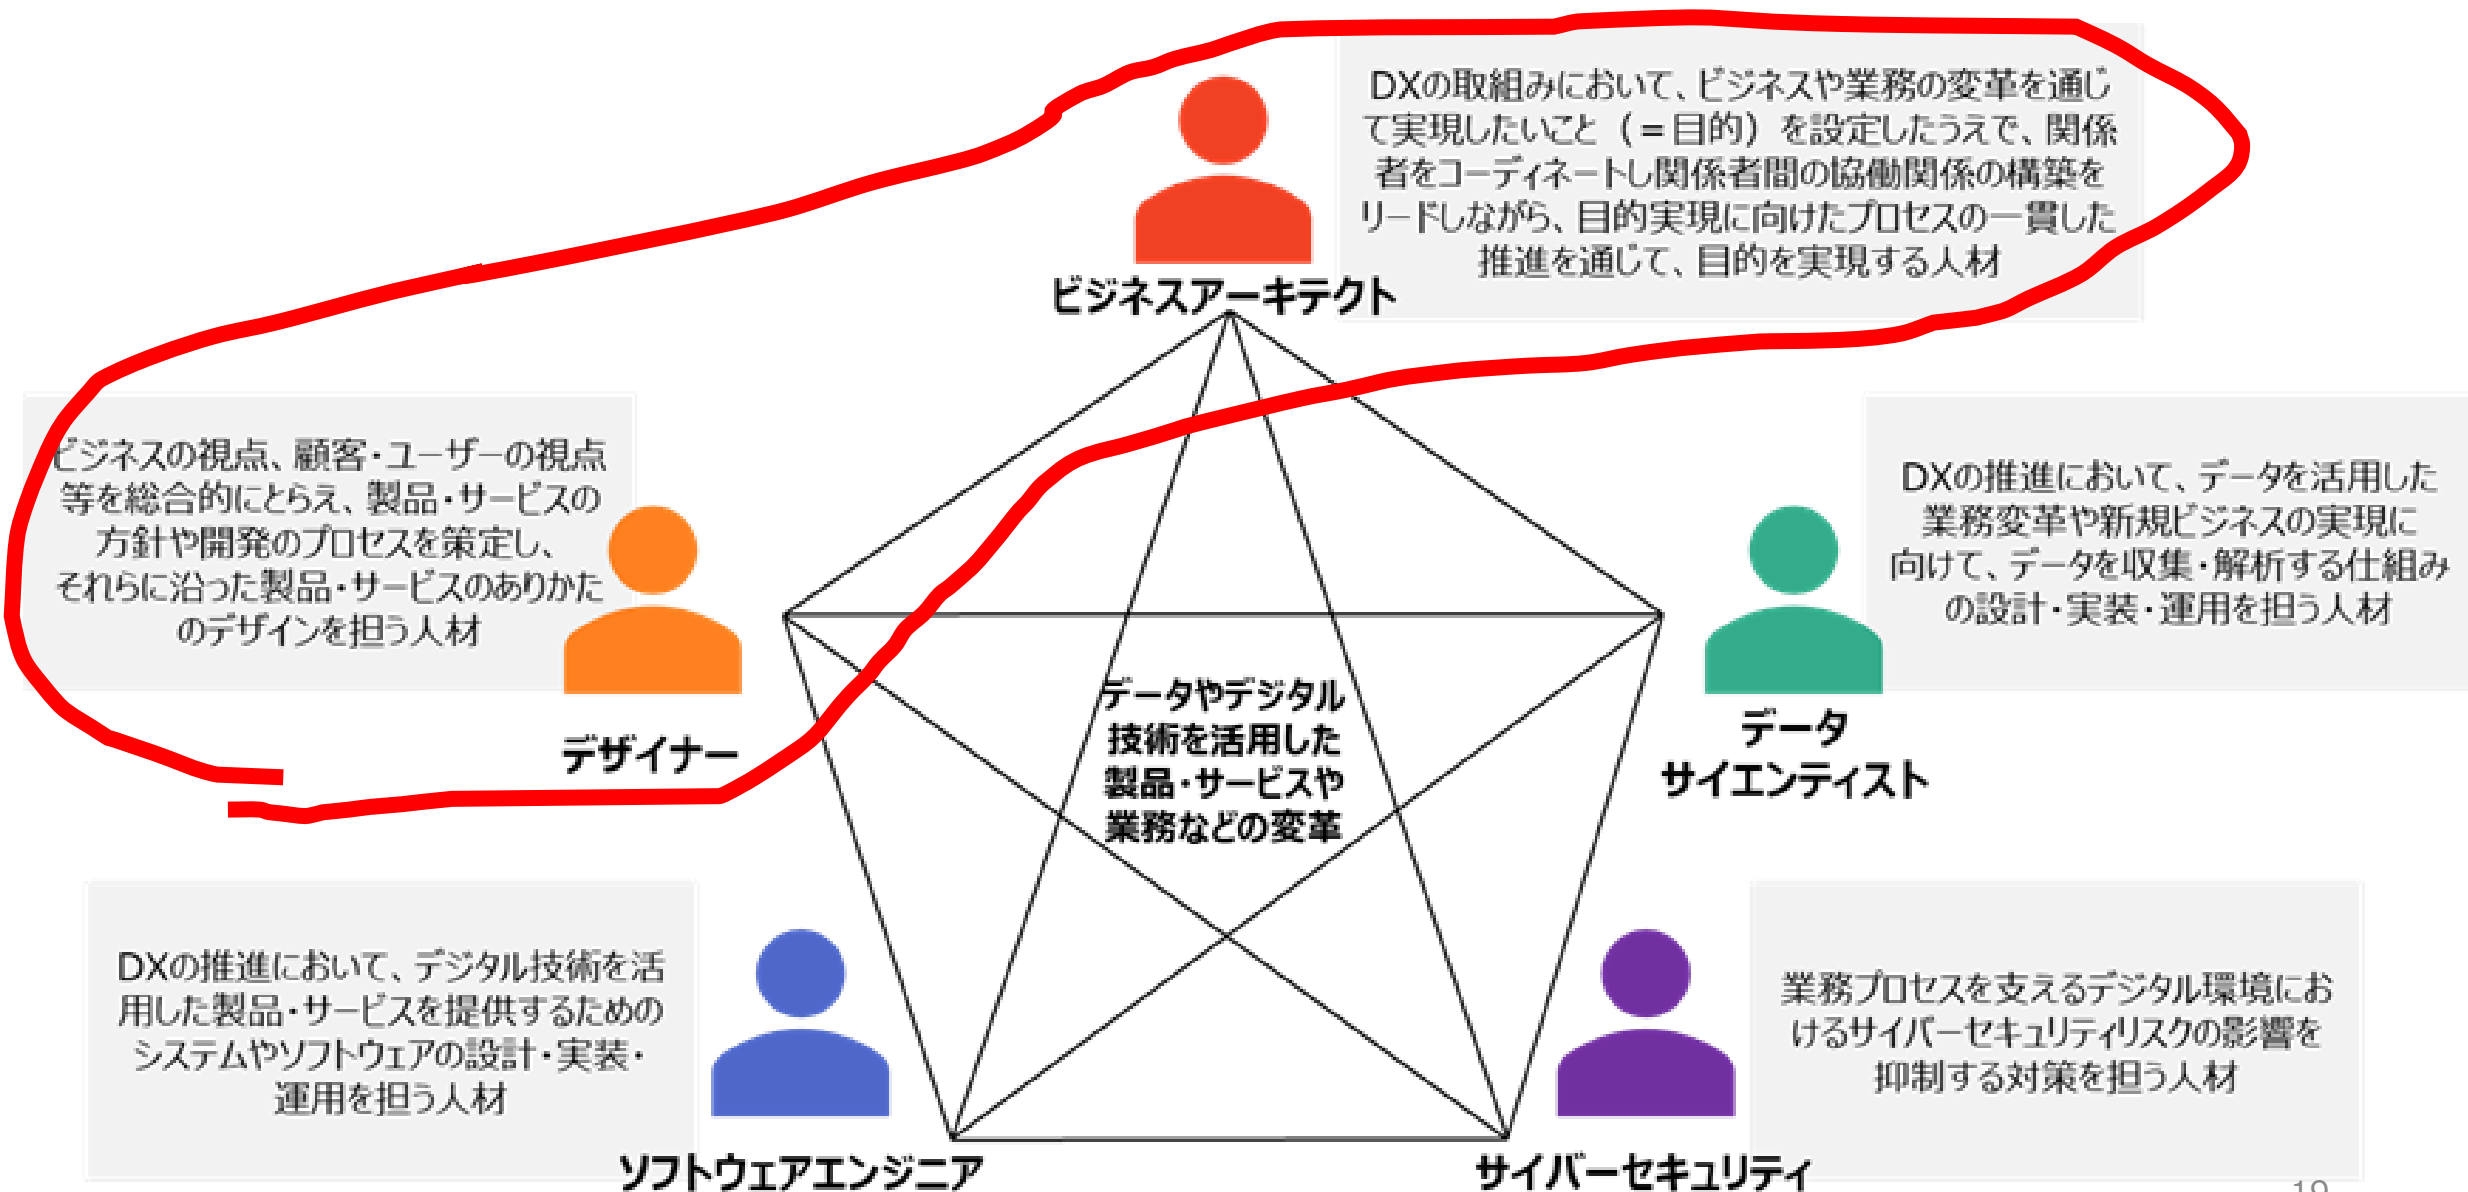 DXの取組みにおいて、ビジネスや業務の変革を通じ
て実現したいこと（＝目的）を設定したうえで、関係
者をコーディネートし関係者間の協働関係の構築を
リードしながら、目的実現に向けたプロセスの一貫した
推進を通じて、目的を実現する人材
ビジネスアーキテクト
ビジネスの視点、顧客・ユーザーの視点
等を総合的にとらえ、製品・サービスの
方針や開発のプロセスを策定し、
それらに沿った製品・サービスのありかた
のデザインを担う人材
デザイナー
DXの推進において、データを活用した
業務変革や新規ビジネスの実現に
向けて、データを収集・解析する仕組み
の設計・実装・運用を担う人材
データ
サイエンティスト
データやデジタル
技術を活用した
製品・サービスや
業務などの変革
DXの推進において、デジタル技術を活
用した製品・サービスを提供するための
システムやソフトウェアの設計・実装・
運用を担う人材
ソフトウェアエンジニア
業務プロセスを支えるデジタル環境にお
けるサイバーセキュリティリスクの影響を
抑制する対策を担う人材
サイバーセキュリティ